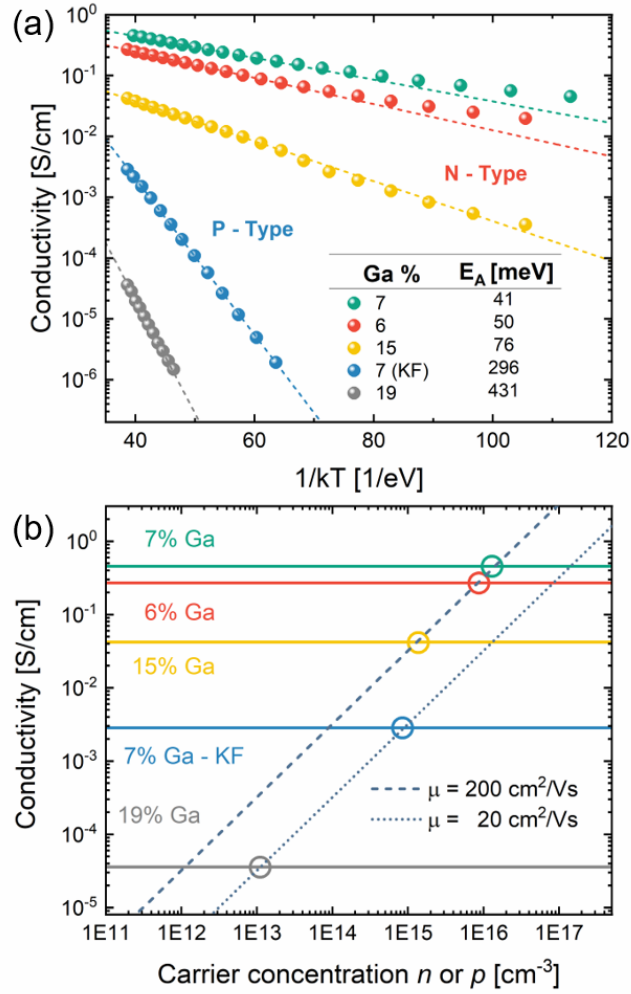 (a)
10⁰
10⁻¹
10⁻²
10⁻³
10⁻⁴
10⁻⁵
10⁻⁶
Conductivity [S/cm]
N - Type
P - Type
Ga % E_A [meV]
7 41
6 50
15 76
7 (KF) 296
19 431
40 60 80 100 120
1/kT [1/eV]
(b)
10⁰
10⁻¹
10⁻²
10⁻³
10⁻⁴
10⁻⁵
Conductivity [S/cm]
7% Ga
6% Ga
15% Ga
7% Ga - KF
19% Ga
μ = 200 cm²/Vs
μ = 20 cm²/Vs
1E11 1E12 1E13 1E14 1E15 1E16 1E17
Carrier concentration n or p [cm⁻³]